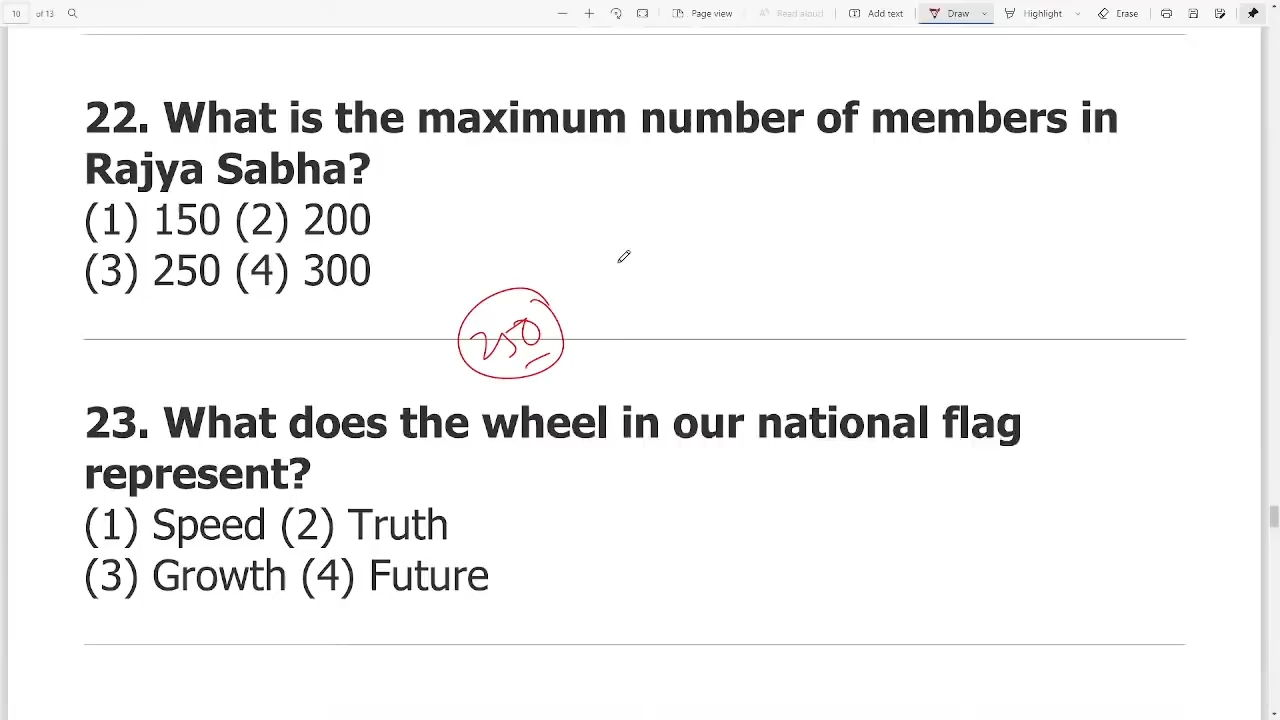 10 of 13 Page view Read aloud Add text Draw Highlight Erase
22. What is the maximum number of members in
Rajya Sabha?
(1) 150 (2) 200
(3) 250 (4) 300
250
23. What does the wheel in our national flag
represent?
(1) Speed (2) Truth
(3) Growth (4) Future